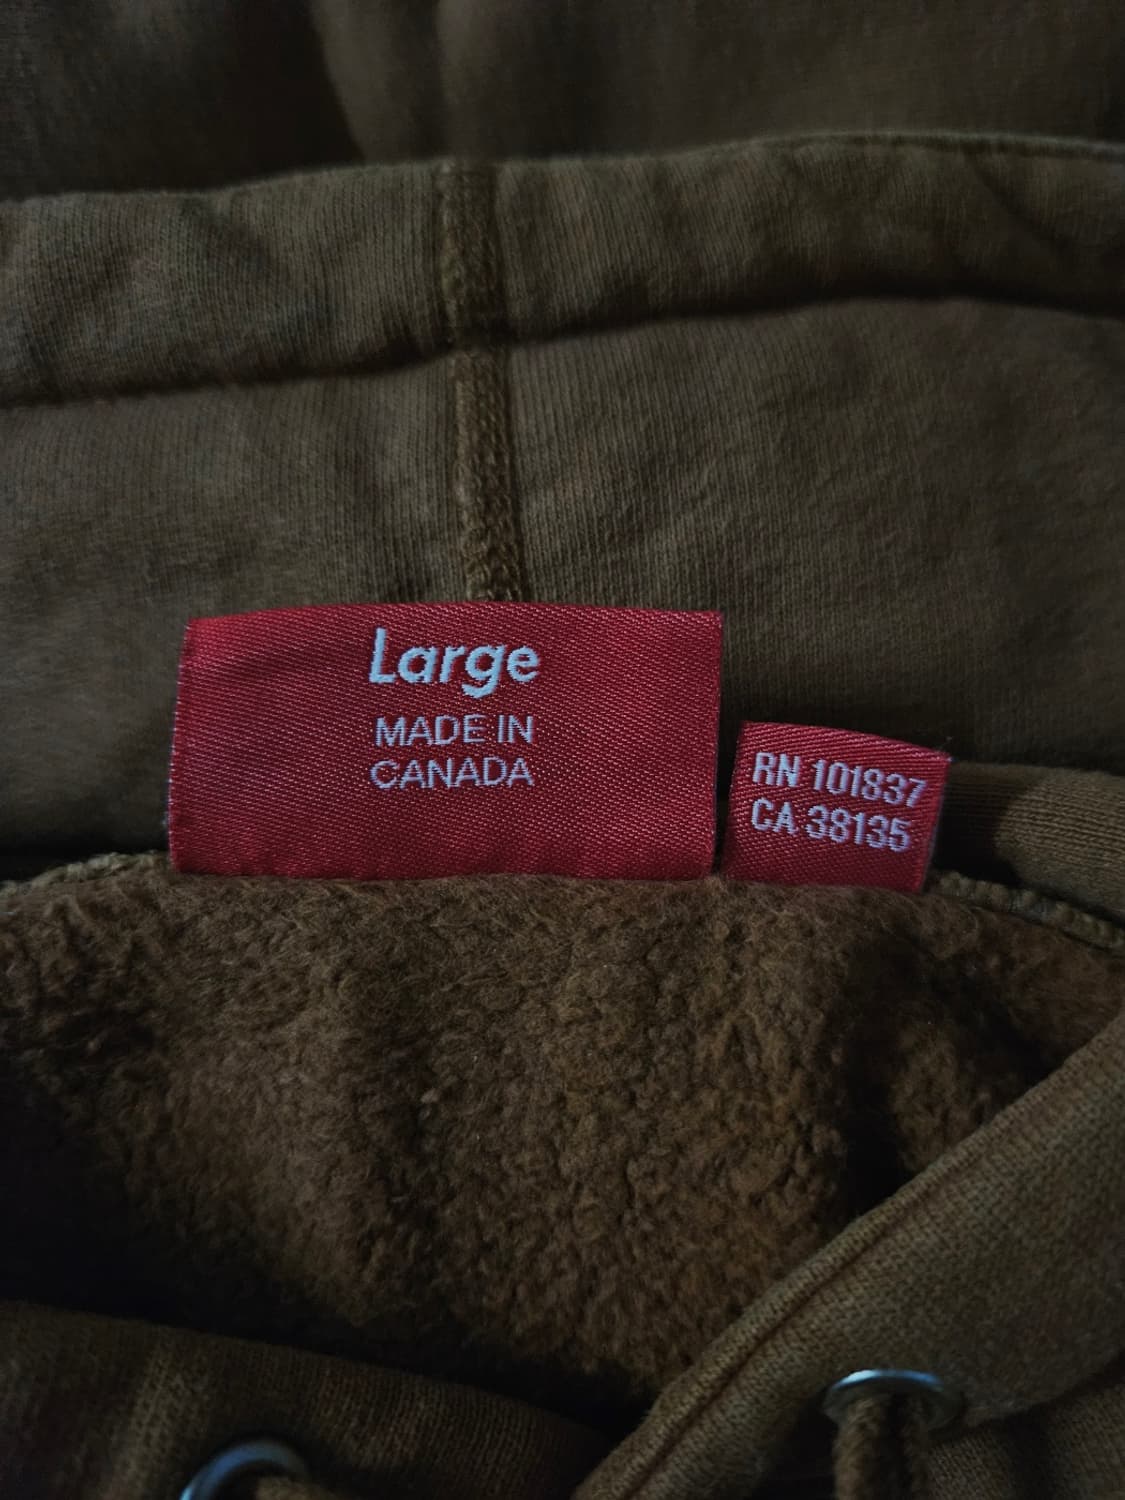 Large
MADE IN
CANADA
RN 101837
CA 38135